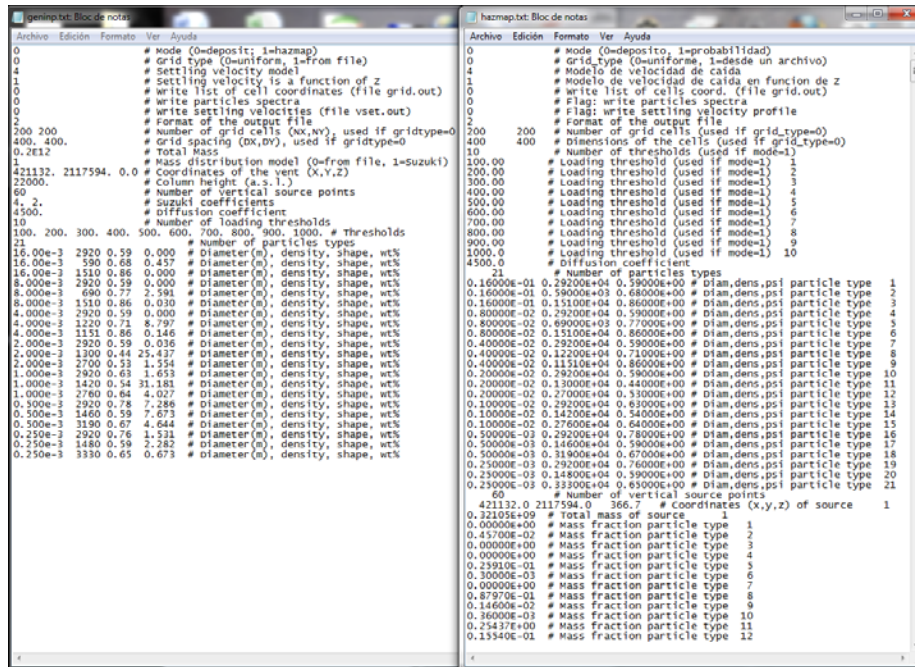 geninp.txt: Bloc de notas
Archivo Edición Formato Ver Ayuda
0 # Mode (0=deposit; 1=hazmap)
0 # Grid type (0=uniform, 1=from file)
4 # Settling velocity model
1 # Settling velocity is a function of Z
0 # Write list of cell coordinates (file grid.out)
0 # Write particles spectra
0 # Write settling velocities (file vset.out)
2 # Format of the output file
200 200 # Number of grid cells (NX,NY), used if gridtype=0
400. 400. # Grid spacing (DX,DY), used if gridtype=0
0.2E12 # Total Mass
1 # Mass distribution model (0=from file, 1=Suzuki)
421132. 2117594. 0.0 # Coordinates of the vent (X,Y,Z)
22000. # Column height (a.s.l.)
60 # Number of vertical source points
4. 2. # Suzuki coefficients
4500. # Diffusion coefficient
10 # Number of loading thresholds
100. 200. 300. 400. 500. 600. 700. 800. 900. 1000. # Thresholds
21 # Number of particles types
16.00e-3 2920 0.59 0.000 # Diameter(m), density, shape, wt%
16.00e-3 590 0.68 0.457 # Diameter(m), density, shape, wt%
16.00e-3 1510 0.86 0.000 # Diameter(m), density, shape, wt%
8.000e-3 2920 0.59 0.000 # Diameter(m), density, shape, wt%
8.000e-3 690 0.77 2.591 # Diameter(m), density, shape, wt%
8.000e-3 1510 0.86 0.030 # Diameter(m), density, shape, wt%
4.000e-3 2920 0.59 0.000 # Diameter(m), density, shape, wt%
4.000e-3 1220 0.71 8.797 # Diameter(m), density, shape, wt%
4.000e-3 1151 0.86 0.146 # Diameter(m), density, shape, wt%
2.000e-3 2920 0.59 0.036 # Diameter(m), density, shape, wt%
2.000e-3 1300 0.44 25.437 # Diameter(m), density, shape, wt%
2.000e-3 2700 0.53 1.554 # Diameter(m), density, shape, wt%
1.000e-3 2920 0.63 1.653 # Diameter(m), density, shape, wt%
1.000e-3 1420 0.54 31.181 # Diameter(m), density, shape, wt%
1.000e-3 2760 0.64 4.027 # Diameter(m), density, shape, wt%
0.500e-3 2920 0.78 7.286 # Diameter(m), density, shape, wt%
0.500e-3 1460 0.59 7.673 # Diameter(m), density, shape, wt%
0.500e-3 3190 0.67 4.644 # Diameter(m), density, shape, wt%
0.250e-3 2920 0.76 1.531 # Diameter(m), density, shape, wt%
0.250e-3 1480 0.59 2.282 # Diameter(m), density, shape, wt%
0.250e-3 3330 0.65 0.673 # Diameter(m), density, shape, wt%
hazmap.txt: Bloc de notas
Archivo Edición Formato Ver Ayuda
0 # Mode (0=deposito, 1=probabilidad)
0 # Grid_type (0=uniforme, 1=desde un archivo)
4 # Modelo de velocidad de caida
1 # Modelo de velocidad de caida en funcion de Z
0 # Write list of cells coord. (file grid.out)
0 # Flag: write particles spectra
0 # Flag: write settling velocity profile
2 # Format of the output file
200 200 # Number of grid cells (used if grid_type=0)
400 400 # Dimensions of the cells (used if grid_type=0)
10 # Number of thresholds (used if mode=1)
100.00 # Loading threshold (used if mode=1) 1
200.00 # Loading threshold (used if mode=1) 2
300.00 # Loading threshold (used if mode=1) 3
400.00 # Loading threshold (used if mode=1) 4
500.00 # Loading threshold (used if mode=1) 5
600.00 # Loading threshold (used if mode=1) 6
700.00 # Loading threshold (used if mode=1) 7
800.00 # Loading threshold (used if mode=1) 8
900.00 # Loading threshold (used if mode=1) 9
1000.0 # Loading threshold (used if mode=1) 10
4500.0 # Diffusion coefficient
21 # Number of particles types
0.16000E-01 0.29200E+04 0.59000E+00 # Diam,dens,psi particle type 1
0.16000E-01 0.59000E+03 0.68000E+00 # Diam,dens,psi particle type 2
0.16000E-01 0.15100E+04 0.86000E+00 # Diam,dens,psi particle type 3
0.80000E-02 0.29200E+04 0.59000E+00 # Diam,dens,psi particle type 4
0.80000E-02 0.69000E+03 0.77000E+00 # Diam,dens,psi particle type 5
0.80000E-02 0.15100E+04 0.86000E+00 # Diam,dens,psi particle type 6
0.40000E-02 0.29200E+04 0.59000E+00 # Diam,dens,psi particle type 7
0.40000E-02 0.12200E+04 0.71000E+00 # Diam,dens,psi particle type 8
0.40000E-02 0.11510E+04 0.86000E+00 # Diam,dens,psi particle type 9
0.20000E-02 0.29200E+04 0.59000E+00 # Diam,dens,psi particle type 10
0.20000E-02 0.13000E+04 0.44000E+00 # Diam,dens,psi particle type 11
0.20000E-02 0.27000E+04 0.53000E+00 # Diam,dens,psi particle type 12
0.10000E-02 0.29200E+04 0.63000E+00 # Diam,dens,psi particle type 13
0.10000E-02 0.14200E+04 0.54000E+00 # Diam,dens,psi particle type 14
0.10000E-02 0.27600E+04 0.64000E+00 # Diam,dens,psi particle type 15
0.50000E-03 0.29200E+04 0.78000E+00 # Diam,dens,psi particle type 16
0.50000E-03 0.14600E+04 0.59000E+00 # Diam,dens,psi particle type 17
0.50000E-03 0.31900E+04 0.67000E+00 # Diam,dens,psi particle type 18
0.25000E-03 0.29200E+04 0.76000E+00 # Diam,dens,psi particle type 19
0.25000E-03 0.14800E+04 0.59000E+00 # Diam,dens,psi particle type 20
0.25000E-03 0.33300E+04 0.65000E+00 # Diam,dens,psi particle type 21
60 # Number of vertical source points
421132.0 2117594.0 366.7 # Coordinates (x,y,z) of source 1
0.32105E+09 # Total mass of source 1
0.00000E+00 # Mass fraction particle type 1
0.45700E-02 # Mass fraction particle type 2
0.00000E+00 # Mass fraction particle type 3
0.00000E+00 # Mass fraction particle type 4
0.25910E-01 # Mass fraction particle type 5
0.30000E-03 # Mass fraction particle type 6
0.00000E+00 # Mass fraction particle type 7
0.87970E-01 # Mass fraction particle type 8
0.14600E-02 # Mass fraction particle type 9
0.36000E-03 # Mass fraction particle type 10
0.25437E+00 # Mass fraction particle type 11
0.15540E-01 # Mass fraction particle type 12